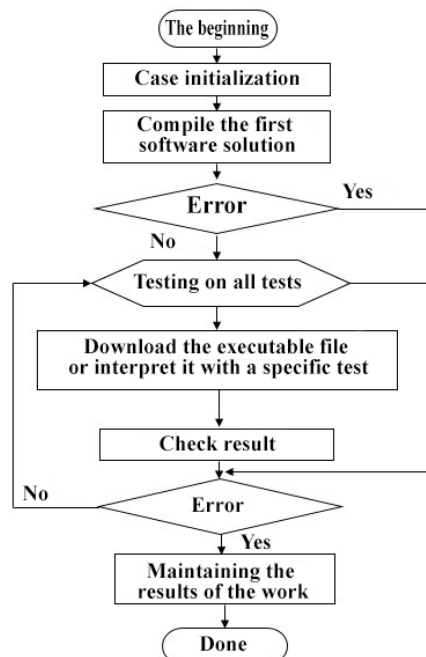 The beginning
Case initialization
Compile the first
software solution
Error
Yes
No
Testing on all tests
Download the executable file
or interpret it with a specific test
Check result
No
Error
Yes
Maintaining the
results of the work
Done